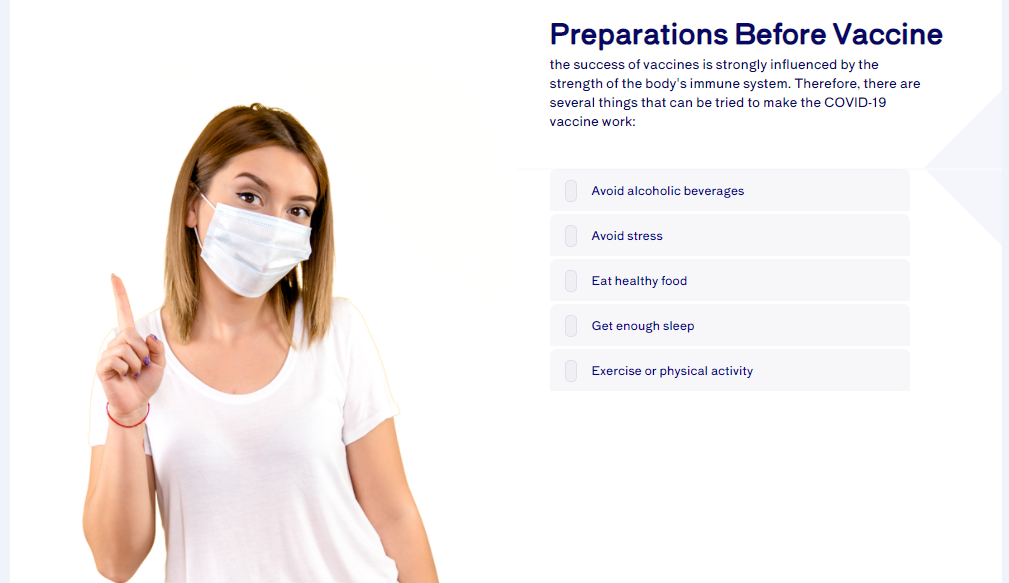 Preparations Before Vaccine
the success of vaccines is strongly influenced by the
strength of the body's immune system. Therefore, there are
several things that can be tried to make the COVID-19
vaccine work:
Avoid alcoholic beverages
Avoid stress
Eat healthy food
Get enough sleep
Exercise or physical activity